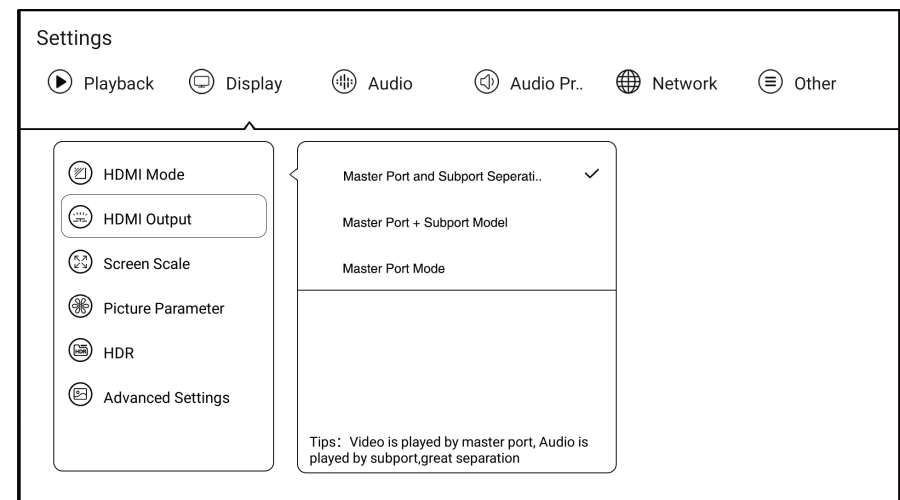 Settings
Playback
Display
Audio
Audio Pr..
Network
Other
HDMI Mode
HDMI Output
Screen Scale
Picture Parameter
HDR
HDR
Advanced Settings
Master Port and Subport Seperati..
Master Port + Subport Model
Master Port Mode
Tips：Video is played by master port, Audio is
played by subport,great separation